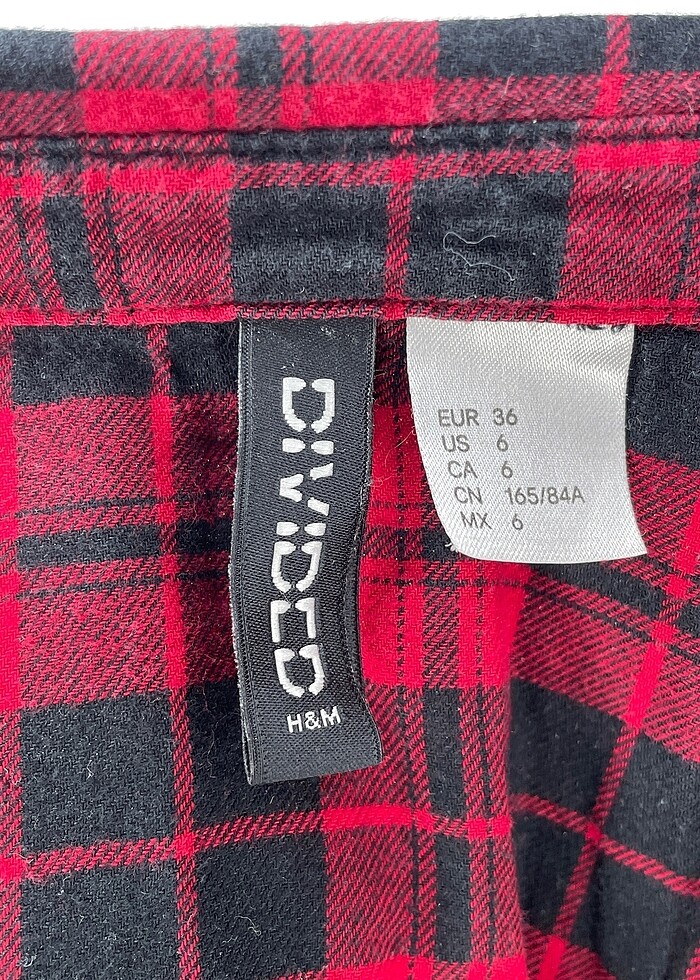 DIVIDED
H&M
EUR 36
US 6
CA 6
CN 165/84A
MX 6